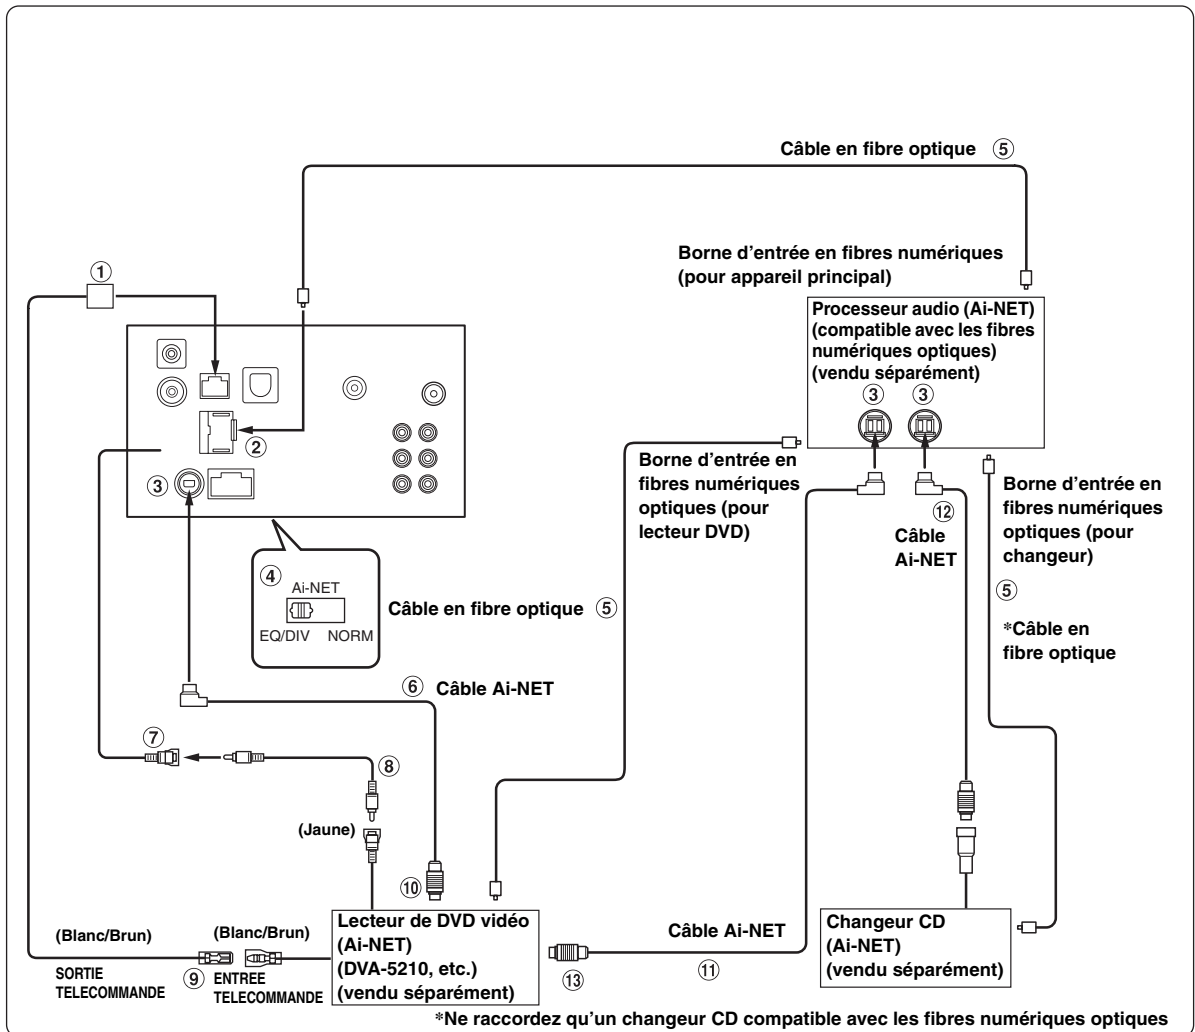 Câble en fibre optique ⑤
Borne d'entrée en fibres numériques
(pour appareil principal)
①
Processeur audio (Ai-NET)
(compatible avec les fibres
numériques optiques)
(vendu séparément)
③ ③
②
③
Borne d'entrée en
fibres numériques
optiques (pour
lecteur DVD)
⑫
Câble
Ai-NET
Borne d'entrée en
fibres numériques
optiques (pour
changeur)
⑤
*Câble en
fibre optique
④
Ai-NET
EQ/DIV NORM
Câble en fibre optique ⑤
⑥ Câble Ai-NET
⑦
⑧
(Jaune)
⑩
(Blanc/Brun)
SORTIE
TELECOMMANDE
⑨
(Blanc/Brun)
ENTREE
TELECOMMANDE
Lecteur de DVD vidéo
(Ai-NET)
(DVA-5210, etc.)
(vendu séparément)
⑬
Câble Ai-NET
⑪
Changeur CD
(Ai-NET)
(vendu séparément)
*Ne raccordez qu'un changeur CD compatible avec les fibres numériques optiques